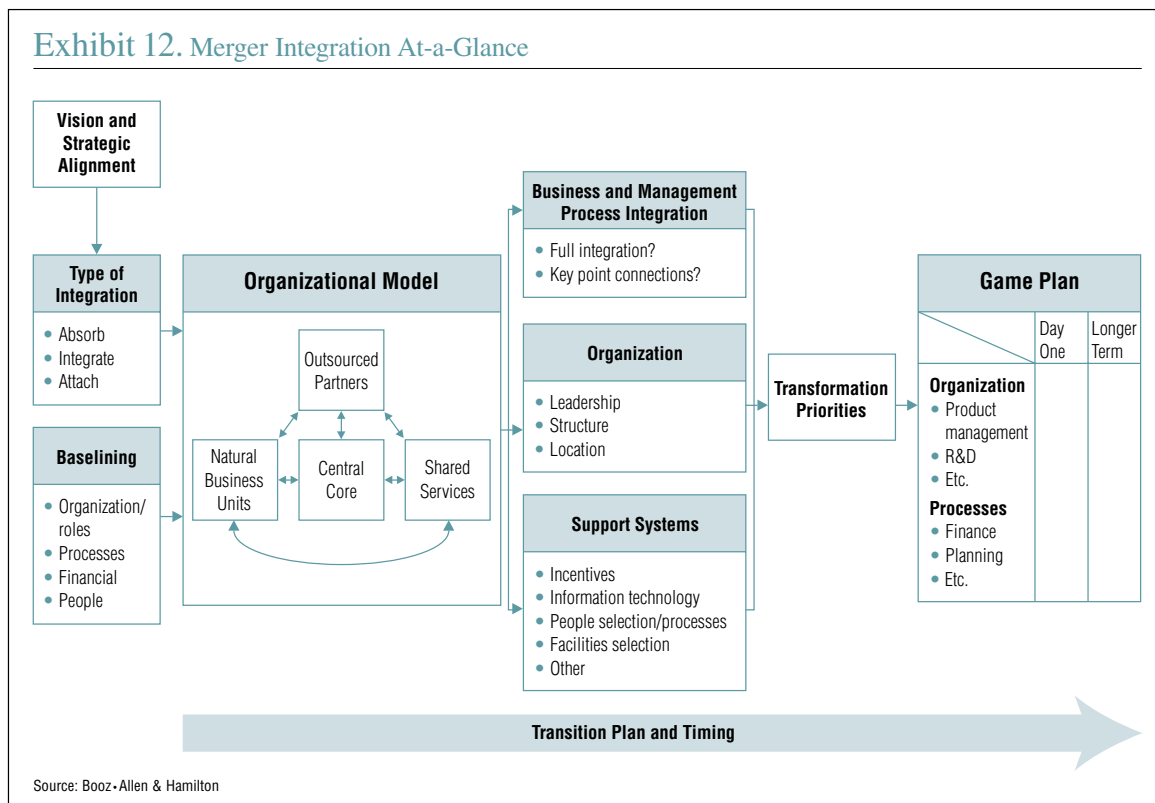 Exhibit 12. Merger Integration At-a-Glance
Vision and
Strategic
Alignment
Type of
Integration
• Absorb
• Integrate
• Attach
Baselining
• Organization/
roles
• Processes
• Financial
• People
Organizational Model
Outsourced
Partners
Natural
Business
Units
Central
Core
Shared
Services
Business and Management
Process Integration
• Full integration?
• Key point connections?
Organization
• Leadership
• Structure
• Location
Support Systems
• Incentives
• Information technology
• People selection/processes
• Facilities selection
• Other
Transformation
Priorities
Game Plan
Day
One
Longer
Term
Organization
• Product
management
• R&D
• Etc.
Processes
• Finance
• Planning
• Etc.
Transition Plan and Timing
Source: Booz•Allen & Hamilton